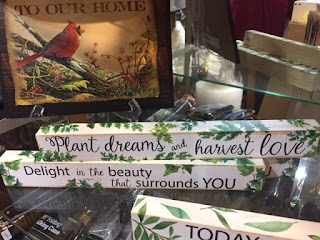 TO OUR HOME
Plant dreams and harvest love
Delight in the beauty
that surrounds YOU
TODAY